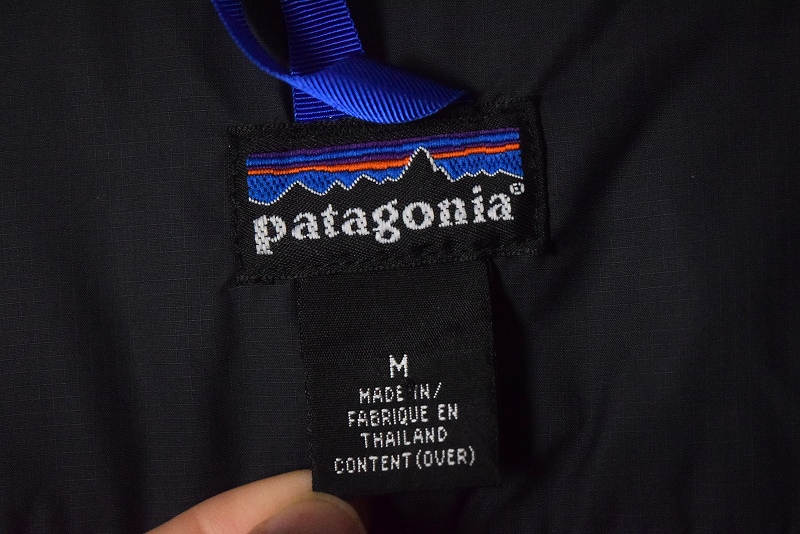 patagonia®
M
MADE IN/
FABRIQUE EN
THAILAND
CONTENT(OVER)